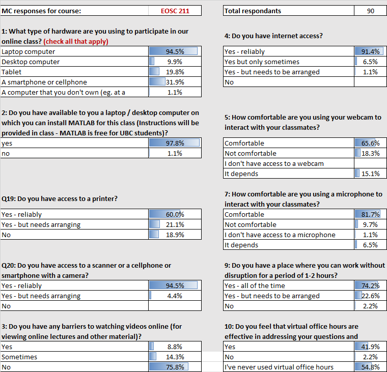 MC responses for course: EOSC 211
Total respondants 90
1: What type of hardware are you using to participate in our
online class? (check all that apply)
Laptop computer 94.5%
Desktop computer 9.9%
Tablet 19.8%
A smartphone or cellphone 31.9%
A computer that you don't own (eg. at a 1.1%
4: Do you have internet access?
Yes - reliably 91.4%
Yes but only sometimes 6.5%
Yes - but needs to be arranged 1.1%
No
2: Do you have available to you a laptop / desktop computer on
which you can install MATLAB for this class (Instructions will be
provided in class - MATLAB is free for UBC students)?
yes 97.8%
no 1.1%
5: How comfortable are you using your webcam to
interact with your classmates?
Comfortable 65.6%
Not comfortable 18.3%
I don't have access to a webcam
It depends 15.1%
Q19: Do you have access to a printer?
Yes - reliably 60.0%
Yes - but needs arranging 21.1%
No 18.9%
7: How comfortable are you using a microphone to
interact with your classmates?
Comfortable 81.7%
Not comfortable 9.7%
I don't have access to a microphone 1.1%
It depends 6.5%
Q20: Do you have access to a scanner or a cellphone or
smartphone with a camera?
Yes - reliably 94.5%
Yes - but needs arranging 4.4%
No
9: Do you have a place where you can work without
disruption for a period of 1-2 hours?
Yes - all of the time 74.2%
Yes - but needs to be arranged 22.6%
No 2.2%
3: Do you have any barriers to watching videos online (for
viewing online lectures and other material)?
Yes 8.8%
Sometimes 14.3%
No 75.8%
10: Do you feel that virtual office hours are
effective in addressing your questions and
Yes 41.9%
No 2.2%
I've never used virtual office hours 54.8%